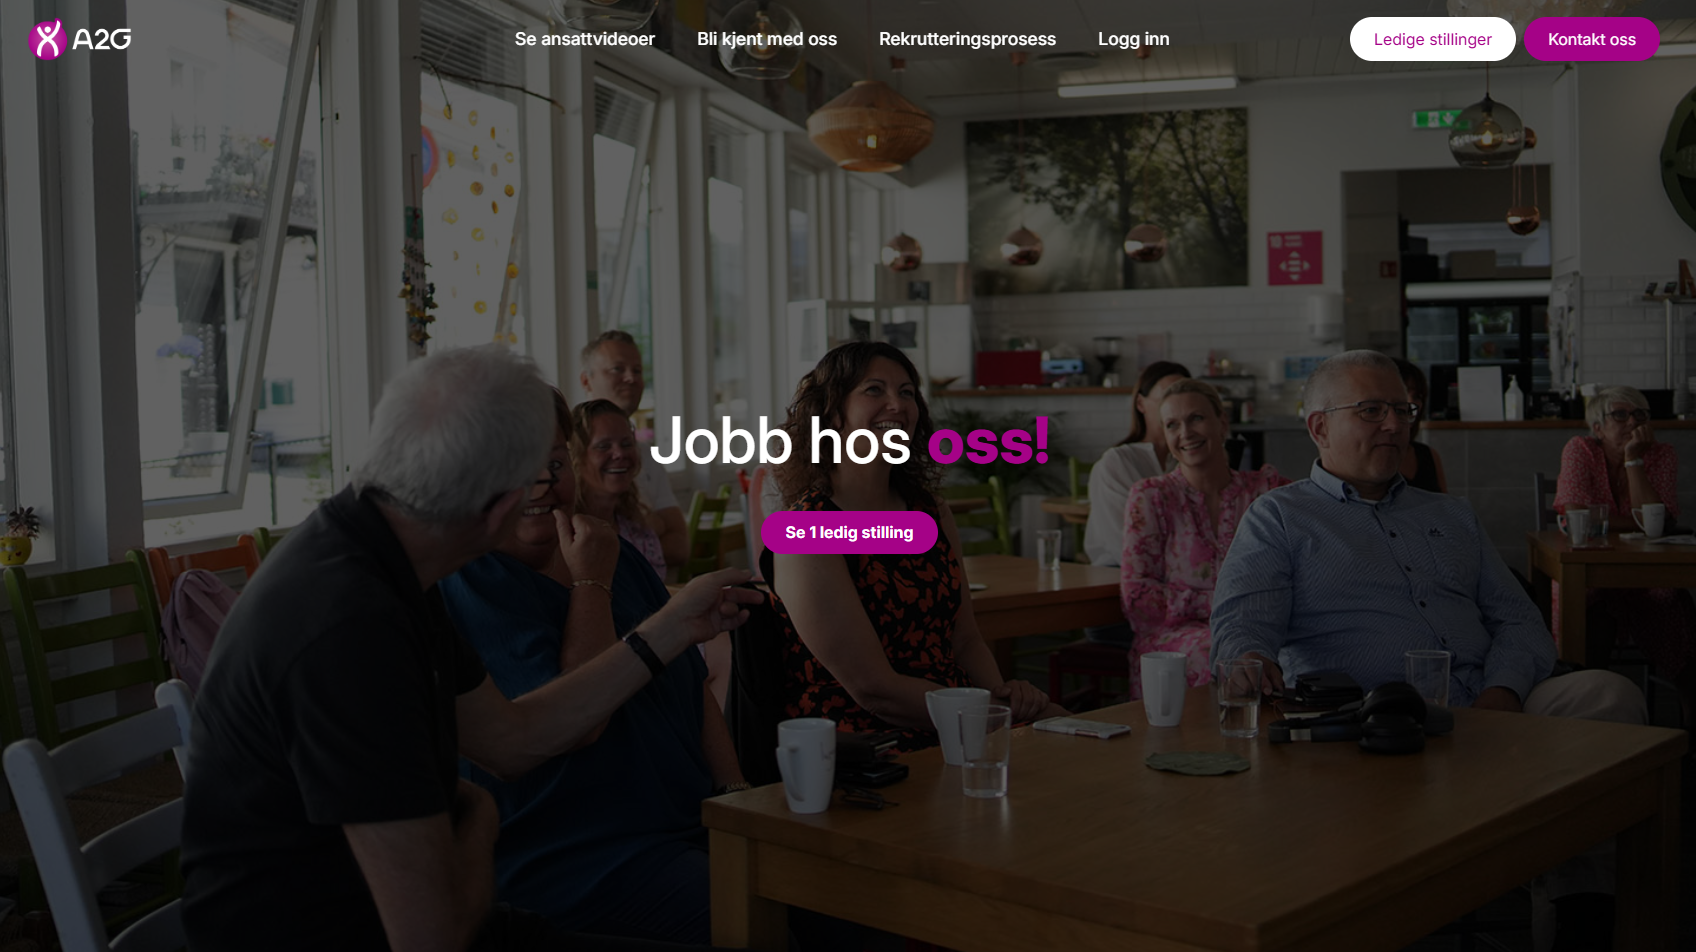 A2G
Se ansattvideoer
Bli kjent med oss
Rekrutteringsprosess
Logg inn
Ledige stillinger
Kontakt oss
10
Jobb hos oss!
Se 1 ledig stilling